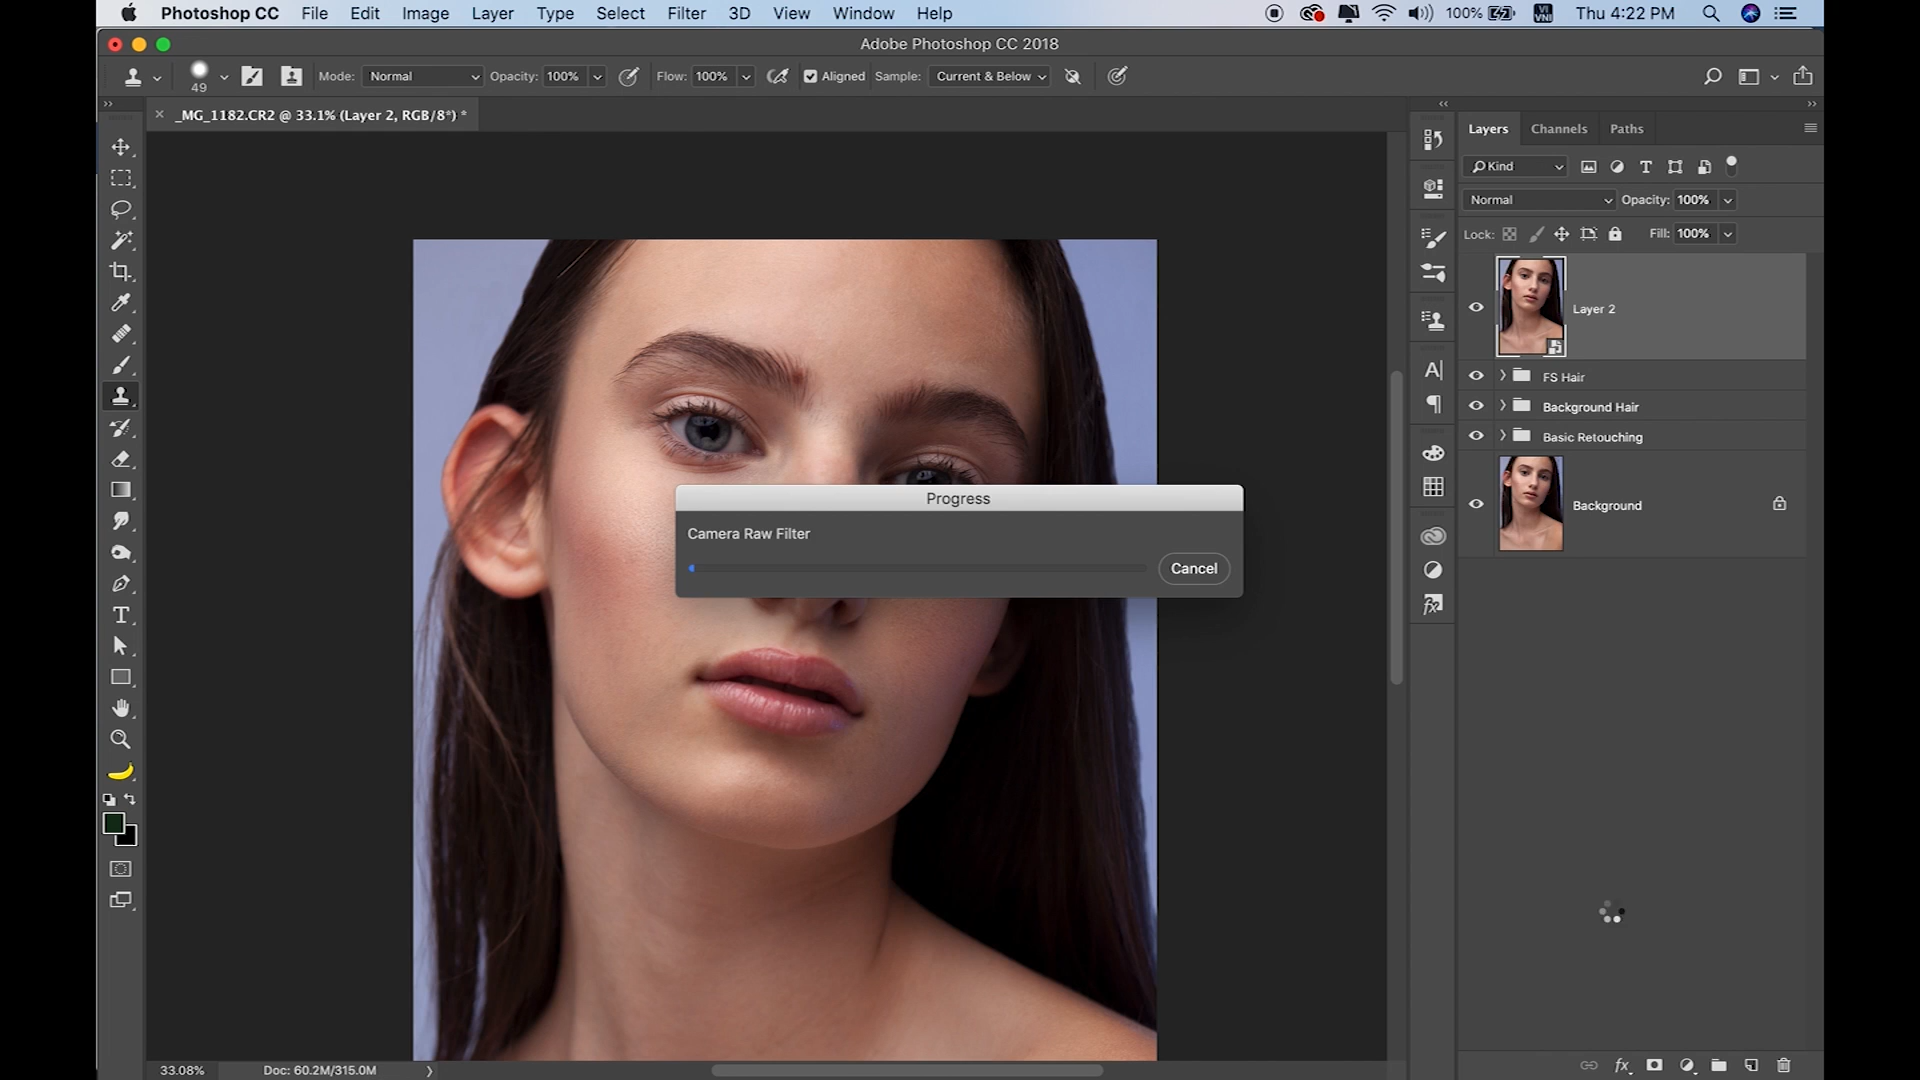 Photoshop CC File Edit Image Layer Type Select Filter 3D View Window Help 100% VI VNI Thu 4:22 PM
Adobe Photoshop CC 2018
49 Mode: Normal Opacity: 100% Flow: 100% Aligned Sample: Current & Below
_MG_1182.CR2 @ 33.1% (Layer 2, RGB/8*) *
Layers Channels Paths
Kind
Normal Opacity: 100%
Lock: Fill: 100%
Layer 2
FS Hair
Background Hair
Basic Retouching
Background
Progress
Camera Raw Filter
Cancel
33.08% Doc: 60.2M/315.0M